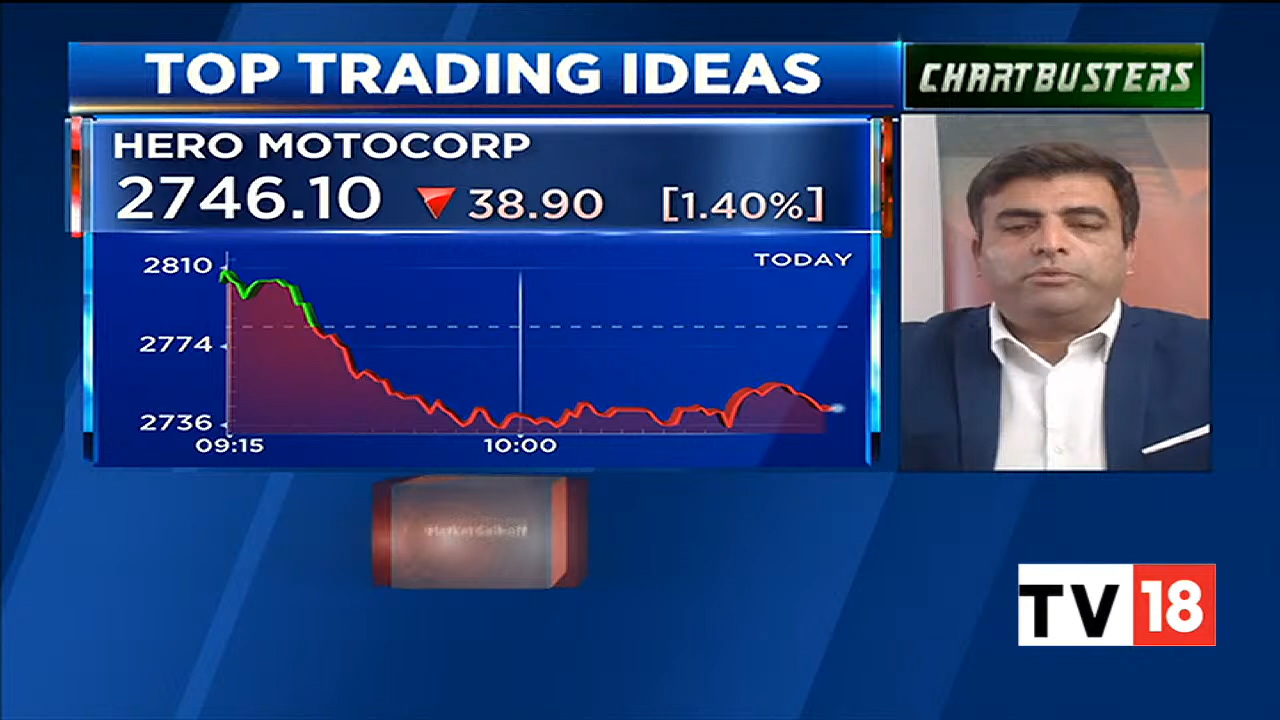 TOP TRADING IDEAS
CHARTBUSTERS
HERO MOTOCORP
2746.10 ▼ 38.90 [1.40%]
TODAY
2810
2774
2736
09:15 10:00
TV18